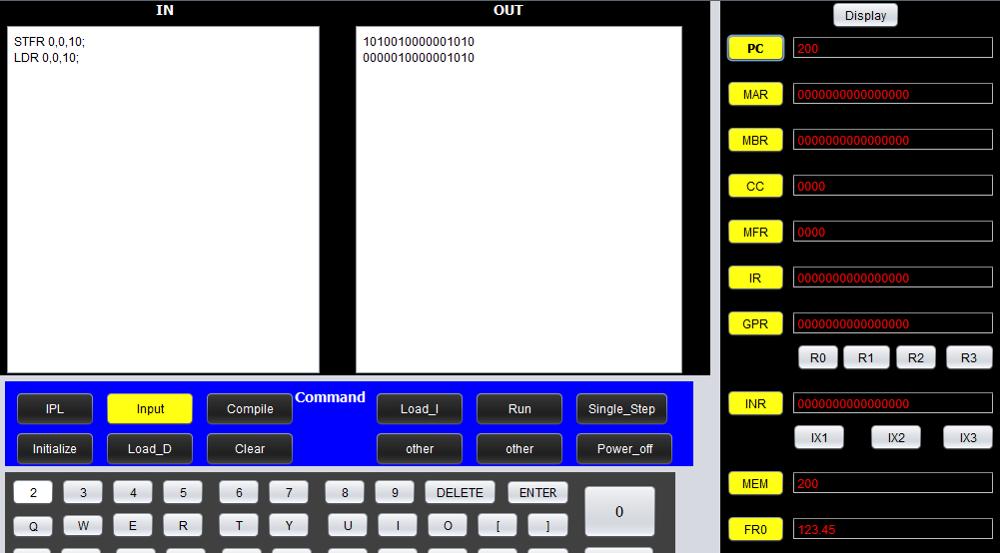 IN
OUT
STFR 0,0,10;
LDR 0,0,10;
1010010000001010
0000010000001010
Display
PC 200
MAR 0000000000000000
MBR 0000000000000000
CC 0000
MFR 0000
IR 0000000000000000
GPR 0000000000000000
R0 R1 R2 R3
INR 0000000000000000
IX1 IX2 IX3
MEM 200
FR0 123.45
Command
IPL Input Compile Load_I Run Single_Step
Initialize Load_D Clear other other Power_off
2 3 4 5 6 7 8 9 DELETE ENTER 0
Q W E R T Y U I O [ ]